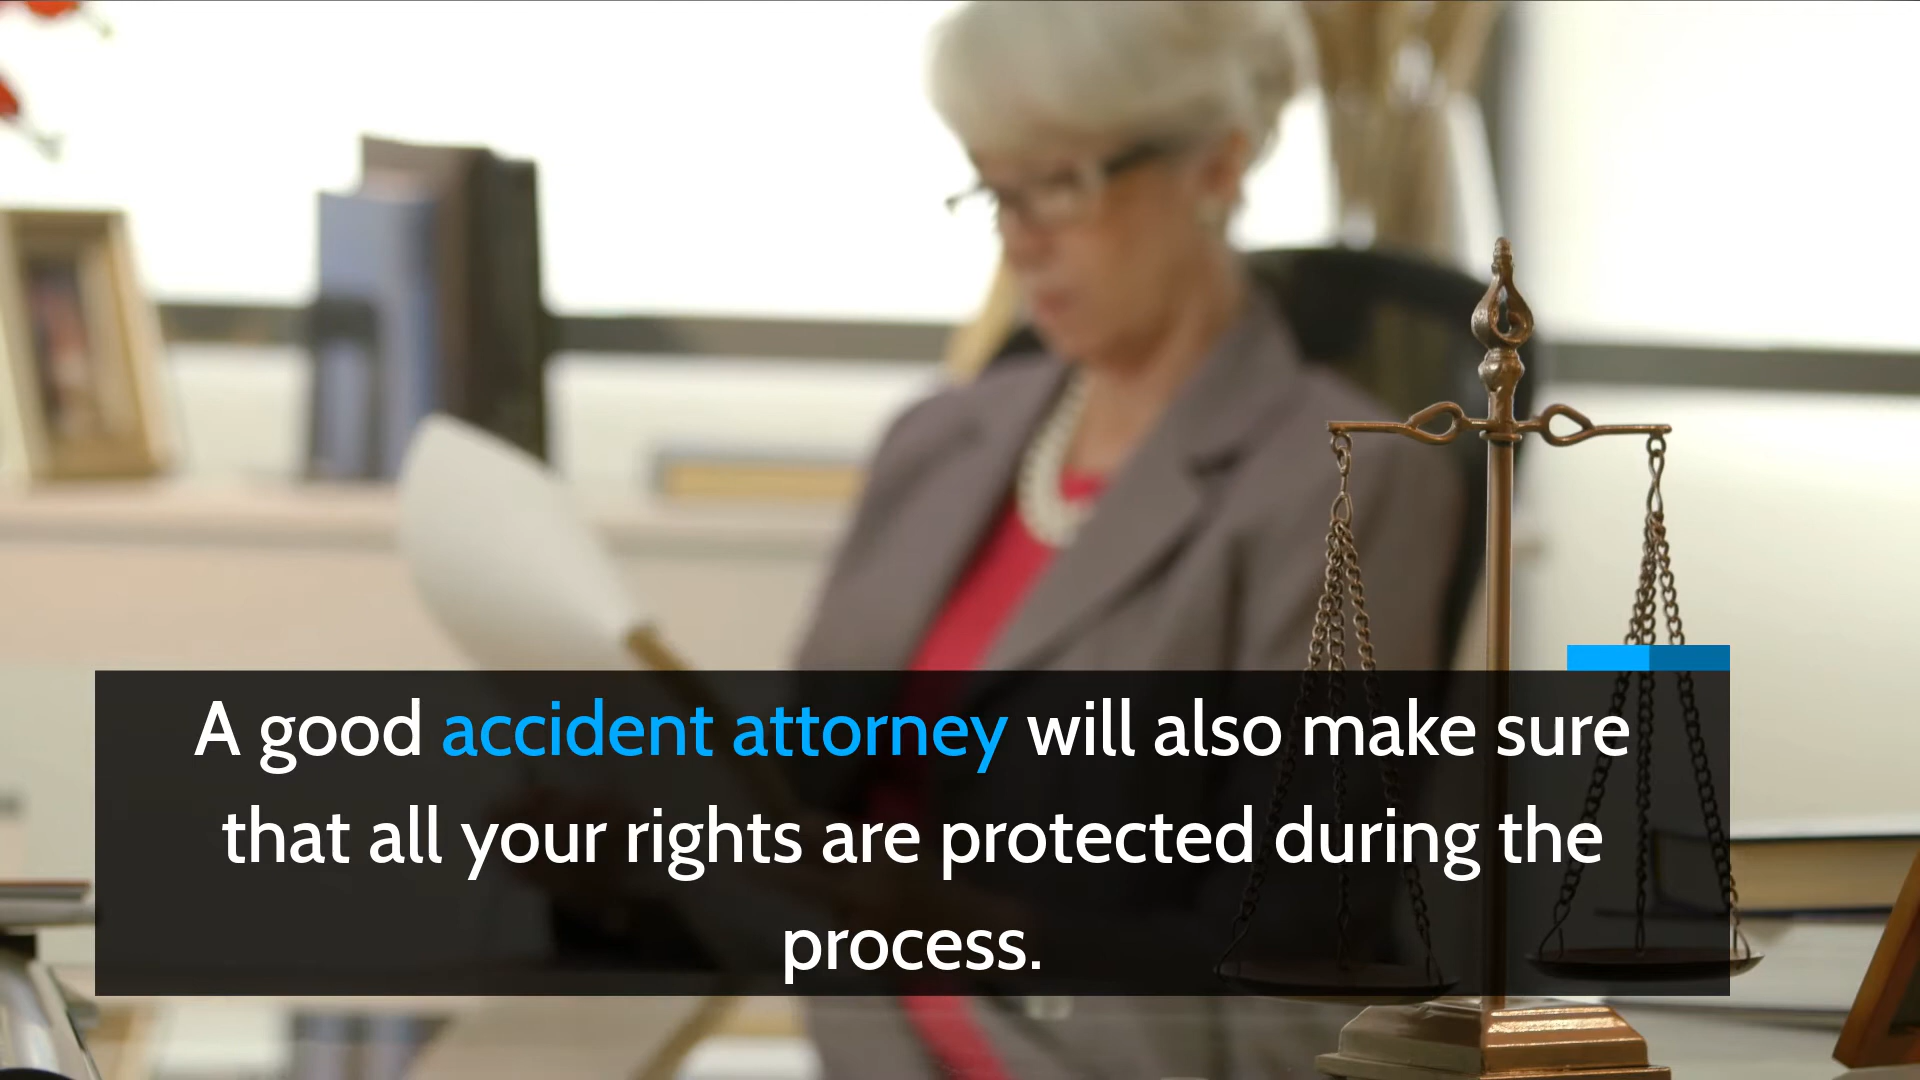 A good accident attorney will also make sure
that all your rights are protected during the
process.